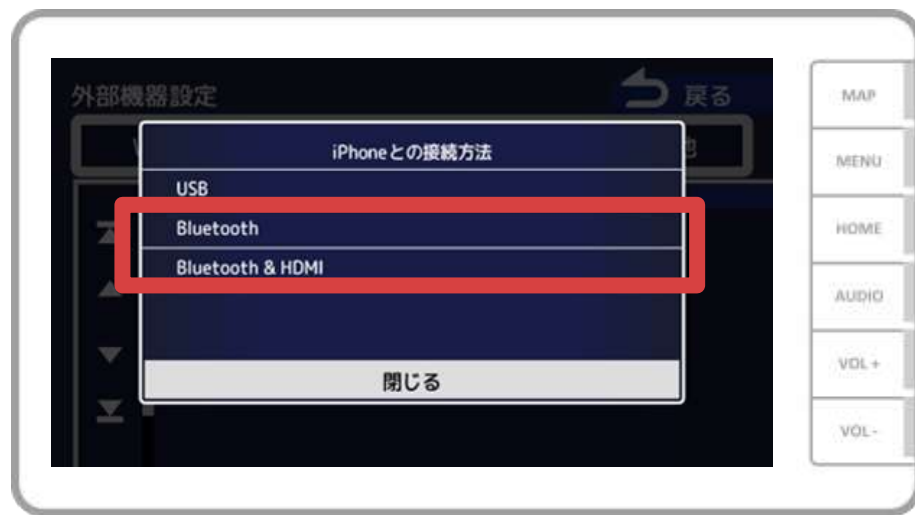 外部機器設定
戻る
iPhoneとの接続方法
USB
Bluetooth
Bluetooth & HDMI
閉じる
MAP
MENU
HOME
AUDIO
VOL +
VOL -